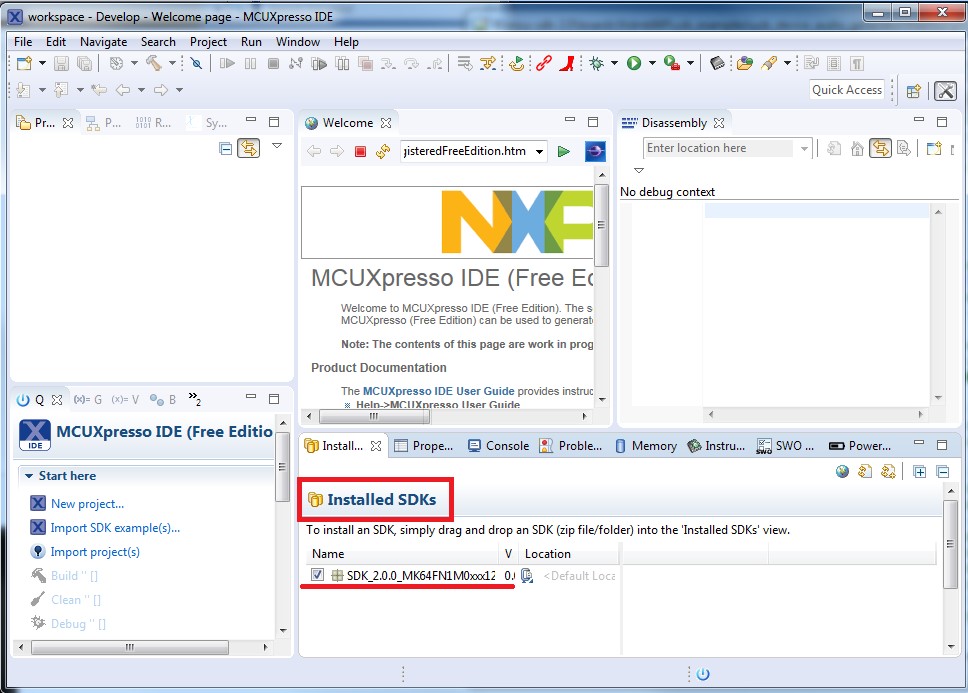 workspace - Develop - Welcome page - MCUXpresso IDE
File Edit Navigate Search Project Run Window Help
Quick Access
Pr... P... R... Sy...
Welcome
Disassembly
jisteredFreeEdition.htm
Enter location here
No debug context
NXP
MCUXpresso IDE (Free Ed
Welcome to MCUXpresso IDE (Free Edition). The s
MCUXpresso (Free Edition) can be used to generat
Note: The contents of this page are work in prog
Product Documentation
The MCUXpresso IDE User Guide provides instruc
Help->MCUXpresso User Guide
Q (x)= G (x)= V B »2
IDE
MCUXpresso IDE (Free Editio
Start here
New project...
Import SDK example(s)...
Import project(s)
Build '' []
Clean '' []
Debug '' []
Install... Prope... Console Proble... Memory Instru... SWO ... Power...
Installed SDKs
To install an SDK, simply drag and drop an SDK (zip file/folder) into the 'Installed SDKs' view.
Name V Location
SDK_2.0.0_MK64FN1M0xxx12 0.( <Default Loca